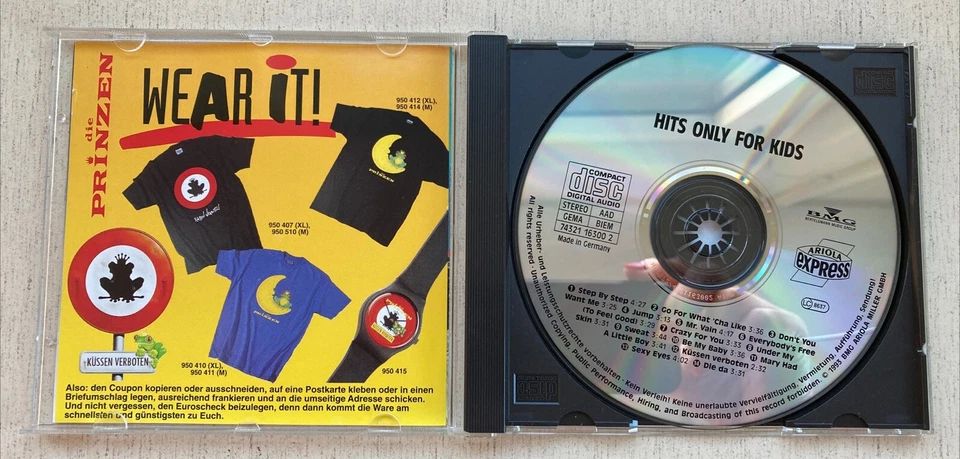 die
PRINZEN
WEAR IT!
950 412 (XL),
950 414 (M)
950 407 (XL),
950 510 (M)
KÜSSEN VERBOTEN
950 410 (XL),
950 411 (M)
950 415
Also: den Coupon kopieren oder ausschneiden, auf eine Postkarte kleben oder in einen
Briefumschlag legen, ausreichend frankieren und an die umseitige Adresse schicken.
Und nicht vergessen, den Euroscheck beizulegen, denn dann kommt die Ware am
schnellsten und günstigsten zu Euch.
HITS ONLY FOR KIDS
COMPACT
disc
DIGITAL AUDIO
STEREO AAD
GEMA BIEM
74321 16300 2
Made in Germany
BMG
BERTELSMANN MUSIC GROUP
ARIOLA
express
LC 8637
1 Step By Step 4:27 2 Go For What 'Cha Like 3:36 3 Don't You
Want Me 3:25 4 Jump 3:13 5 Mr. Vain 4:17 6 Everybody's Free
(To Feel Good) 3:29 7 Crazy For You 3:33 8 Under My
Skin 3:31 9 Sweat 3:44 10 Be My Baby 3:36 11 Mary Had
A Little Boy 3:41 12 Küssen verboten 2:32
13 Sexy Eyes 4:02 14 Die da 3:31
Alle Urheber- und Leistungsschutzrechte vorbehalten · Kein Verleih! Keine unerlaubte Vervielfältigung, Vermietung, Aufführung, Sendung!
All rights reserved · Unauthorized Copying, Public Performance, Hiring, and Broadcasting of this record forbidden. © 1993 BMG ARIOLA MILLER GMBH